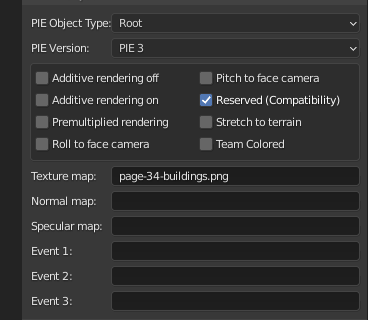 PIE Object Type: Root
PIE Version: PIE 3
Additive rendering off Pitch to face camera
Additive rendering on Reserved (Compatibility)
Premultiplied rendering Stretch to terrain
Roll to face camera Team Colored
Texture map: page-34-buildings.png
Normal map:
Specular map:
Event 1:
Event 2:
Event 3: